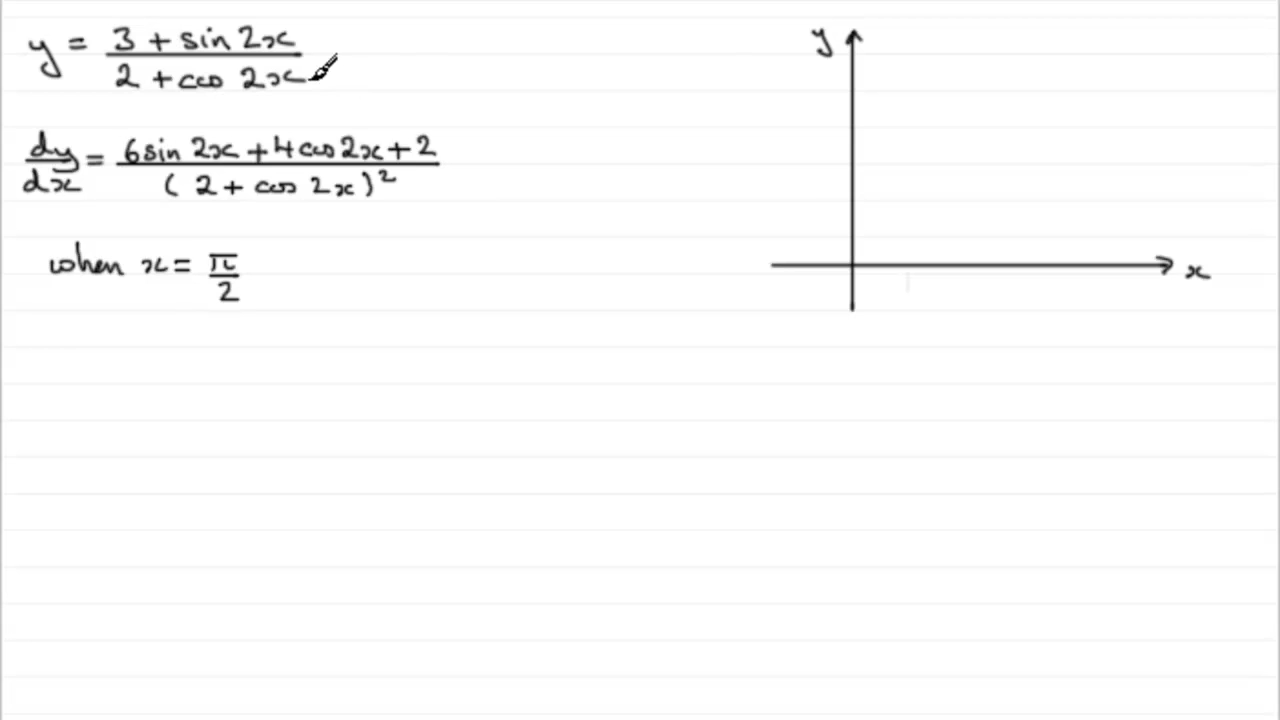 y = (3 + sin 2x) / (2 + cos 2x)
dy/dx = (6 sin 2x + 4 cos 2x + 2) / (2 + cos 2x)²
when x = π/2
y
x